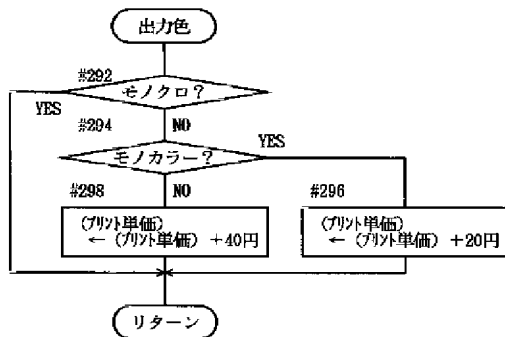 出力色
#292
モノクロ?
YES
#294
NO
モノカラー?
YES
#298
NO
#296
(プリント単価)
← (プリント単価) +40円
(プリント単価)
← (プリント単価) +20円
リターン